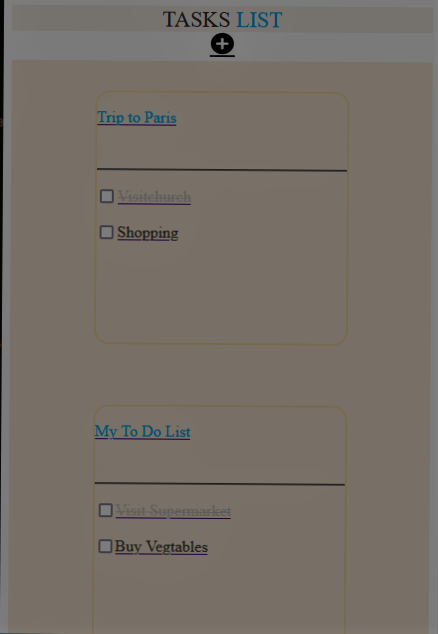 TASKS LIST
Trip to Paris
Visitchurch
Shopping
My To Do List
Visit Supermarket
Buy Vegtables